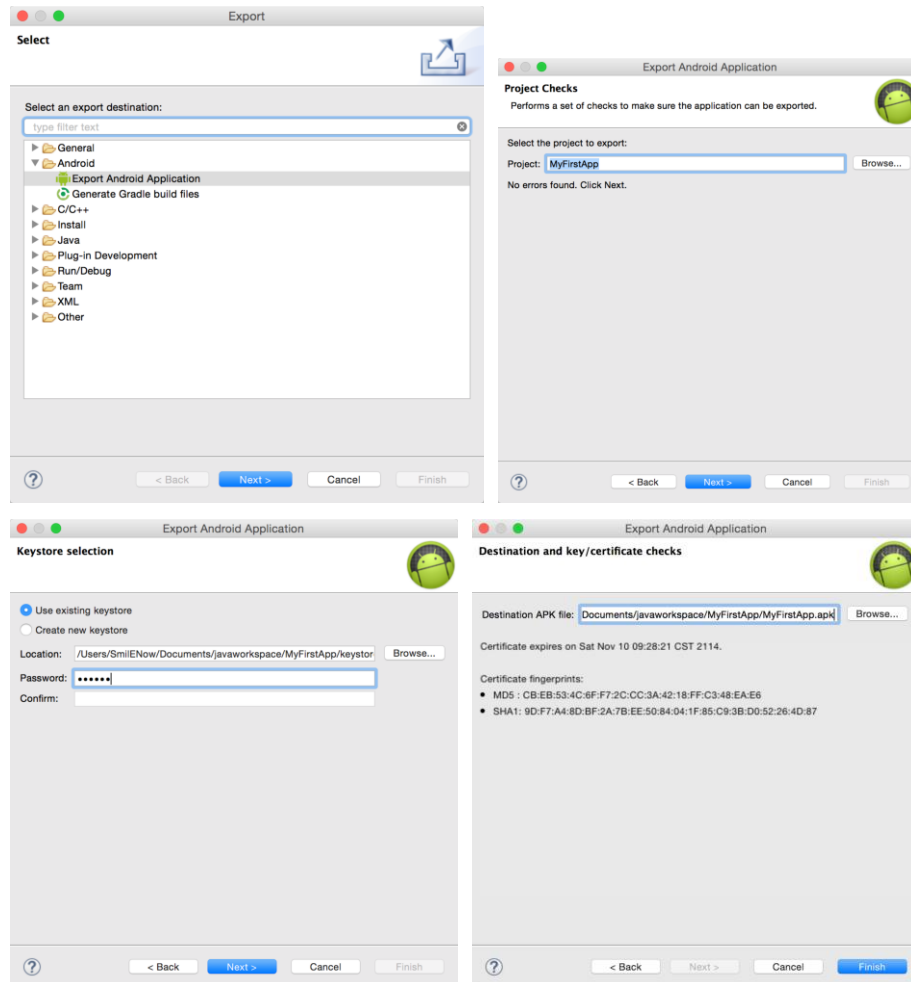 Export
Select
Select an export destination:
type filter text
General
Android
Export Android Application
Generate Gradle build files
C/C++
Install
Java
Plug-in Development
Run/Debug
Team
XML
Other
?
< Back
Next >
Cancel
Finish
Export Android Application
Project Checks
Performs a set of checks to make sure the application can be exported.
Select the project to export:
Project: MyFirstApp Browse...
No errors found. Click Next.
?
< Back
Next >
Cancel
Finish
Export Android Application
Keystore selection
Use existing keystore
Create new keystore
Location: /Users/SmilENow/Documents/javaworkspace/MyFirstApp/keystor Browse...
Password: ••••••
Confirm:
?
< Back
Next >
Cancel
Finish
Export Android Application
Destination and key/certificate checks
Destination APK file: Documents/javaworkspace/MyFirstApp/MyFirstApp.apk Browse...
Certificate expires on Sat Nov 10 09:28:21 CST 2114.
Certificate fingerprints:
• MD5 : CB:EB:53:4C:6F:F7:2C:CC:3A:42:18:FF:C3:48:EA:E6
• SHA1: 9D:F7:A4:8D:BF:2A:7B:EE:50:84:04:1F:85:C9:3B:D0:52:26:4D:87
?
< Back
Next >
Cancel
Finish